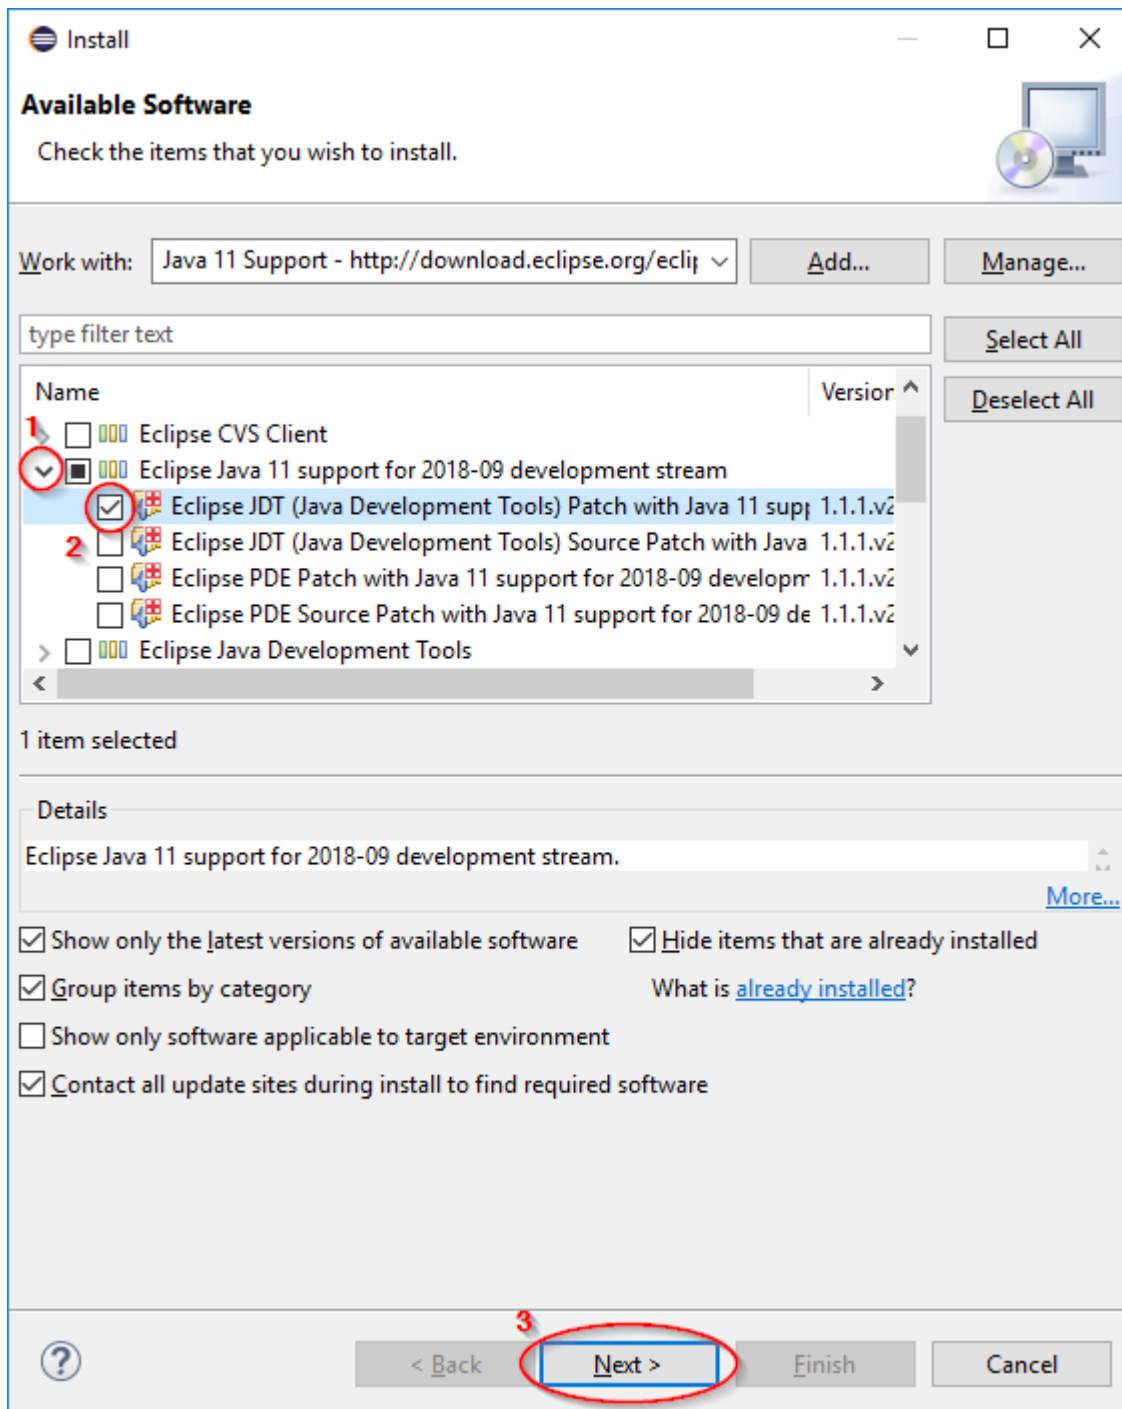 Install
Available Software
Check the items that you wish to install.
Work with: Java 11 Support - http://download.eclipse.org/eclip Add... Manage...
type filter text Select All
Name Version Deselect All
1 Eclipse CVS Client
Eclipse Java 11 support for 2018-09 development stream
Eclipse JDT (Java Development Tools) Patch with Java 11 supp 1.1.1.v2
2 Eclipse JDT (Java Development Tools) Source Patch with Java 1.1.1.v2
Eclipse PDE Patch with Java 11 support for 2018-09 developm 1.1.1.v2
Eclipse PDE Source Patch with Java 11 support for 2018-09 de 1.1.1.v2
Eclipse Java Development Tools
1 item selected
Details
Eclipse Java 11 support for 2018-09 development stream.
More...
Show only the latest versions of available software Hide items that are already installed
Group items by category What is already installed?
Show only software applicable to target environment
Contact all update sites during install to find required software
3
? < Back Next > Finish Cancel